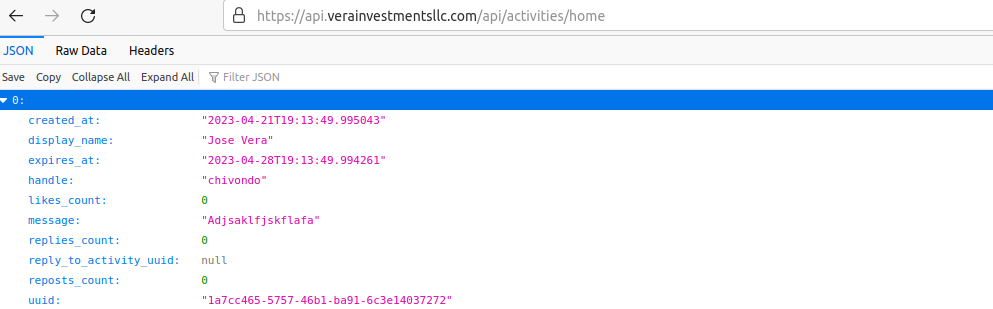 https://api.verainvestmentsllc.com/api/activities/home
JSON Raw Data Headers
Save Copy Collapse All Expand All Filter JSON
0:
created_at: "2023-04-21T19:13:49.995043"
display_name: "Jose Vera"
expires_at: "2023-04-28T19:13:49.994261"
handle: "chivondo"
likes_count: 0
message: "Adjsaklfjskflafa"
replies_count: 0
reply_to_activity_uuid: null
reposts_count: 0
uuid: "1a7cc465-5757-46b1-ba91-6c3e14037272"